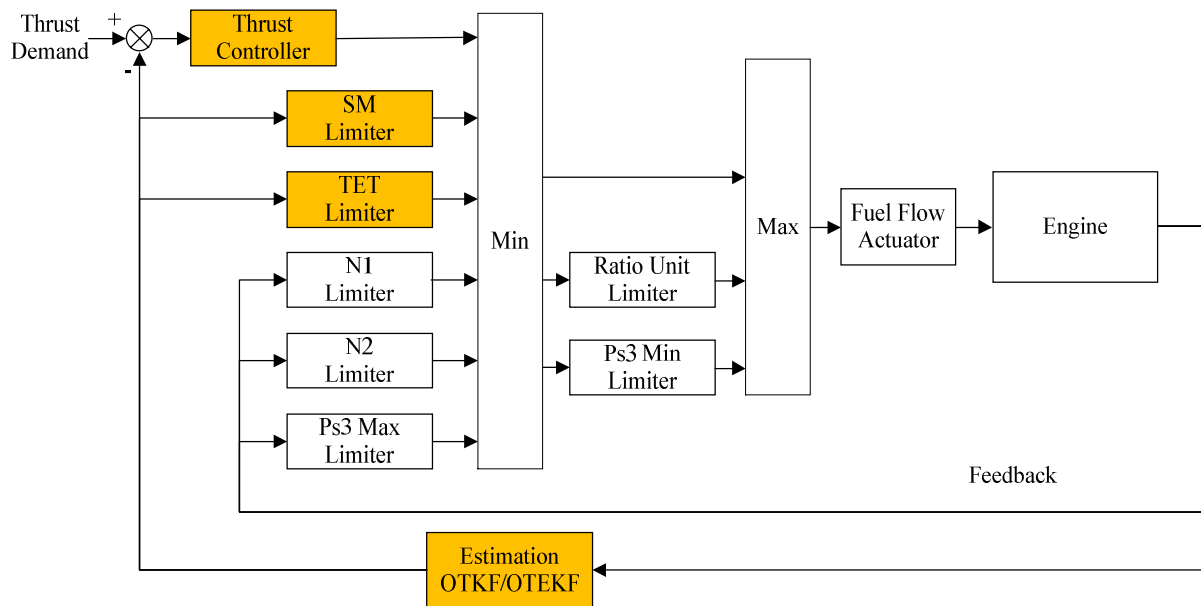 Thrust
Demand
+
-
Thrust
Controller
SM
Limiter
TET
Limiter
N1
Limiter
N2
Limiter
Ps3 Max
Limiter
Min
Ratio Unit
Limiter
Ps3 Min
Limiter
Max
Fuel Flow
Actuator
Engine
Feedback
Estimation
OTKF/OTEKF